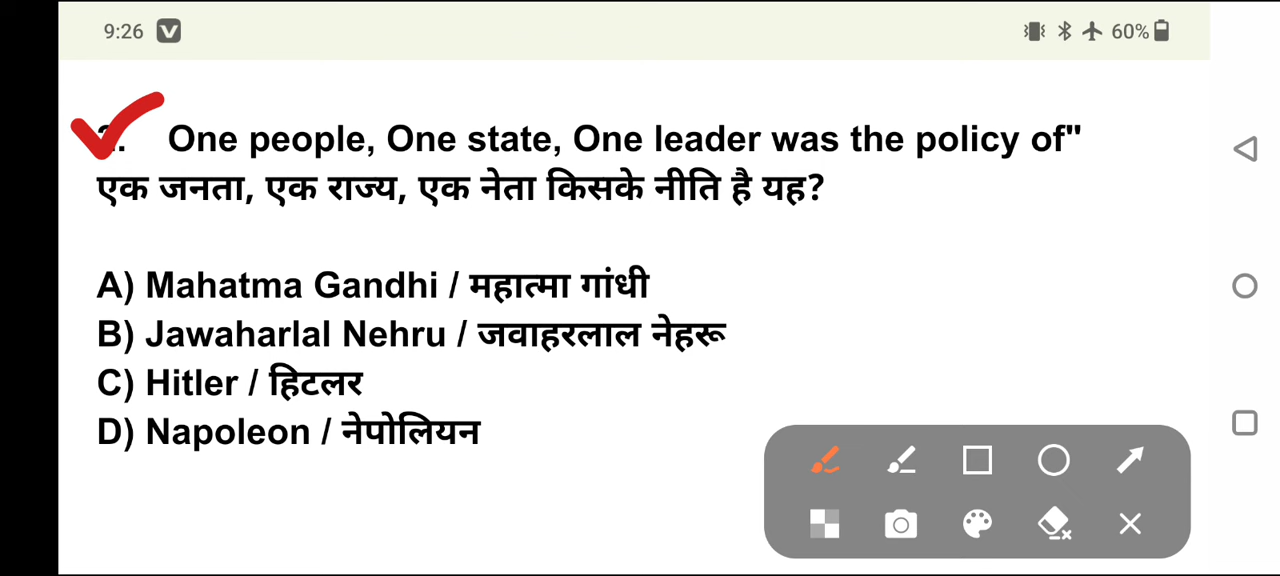 9:26
60%
One people, One state, One leader was the policy of"
एक जनता, एक राज्य, एक नेता किसके नीति है यह?
A) Mahatma Gandhi / महात्मा गांधी
B) Jawaharlal Nehru / जवाहरलाल नेहरू
C) Hitler / हिटलर
D) Napoleon / नेपोलियन